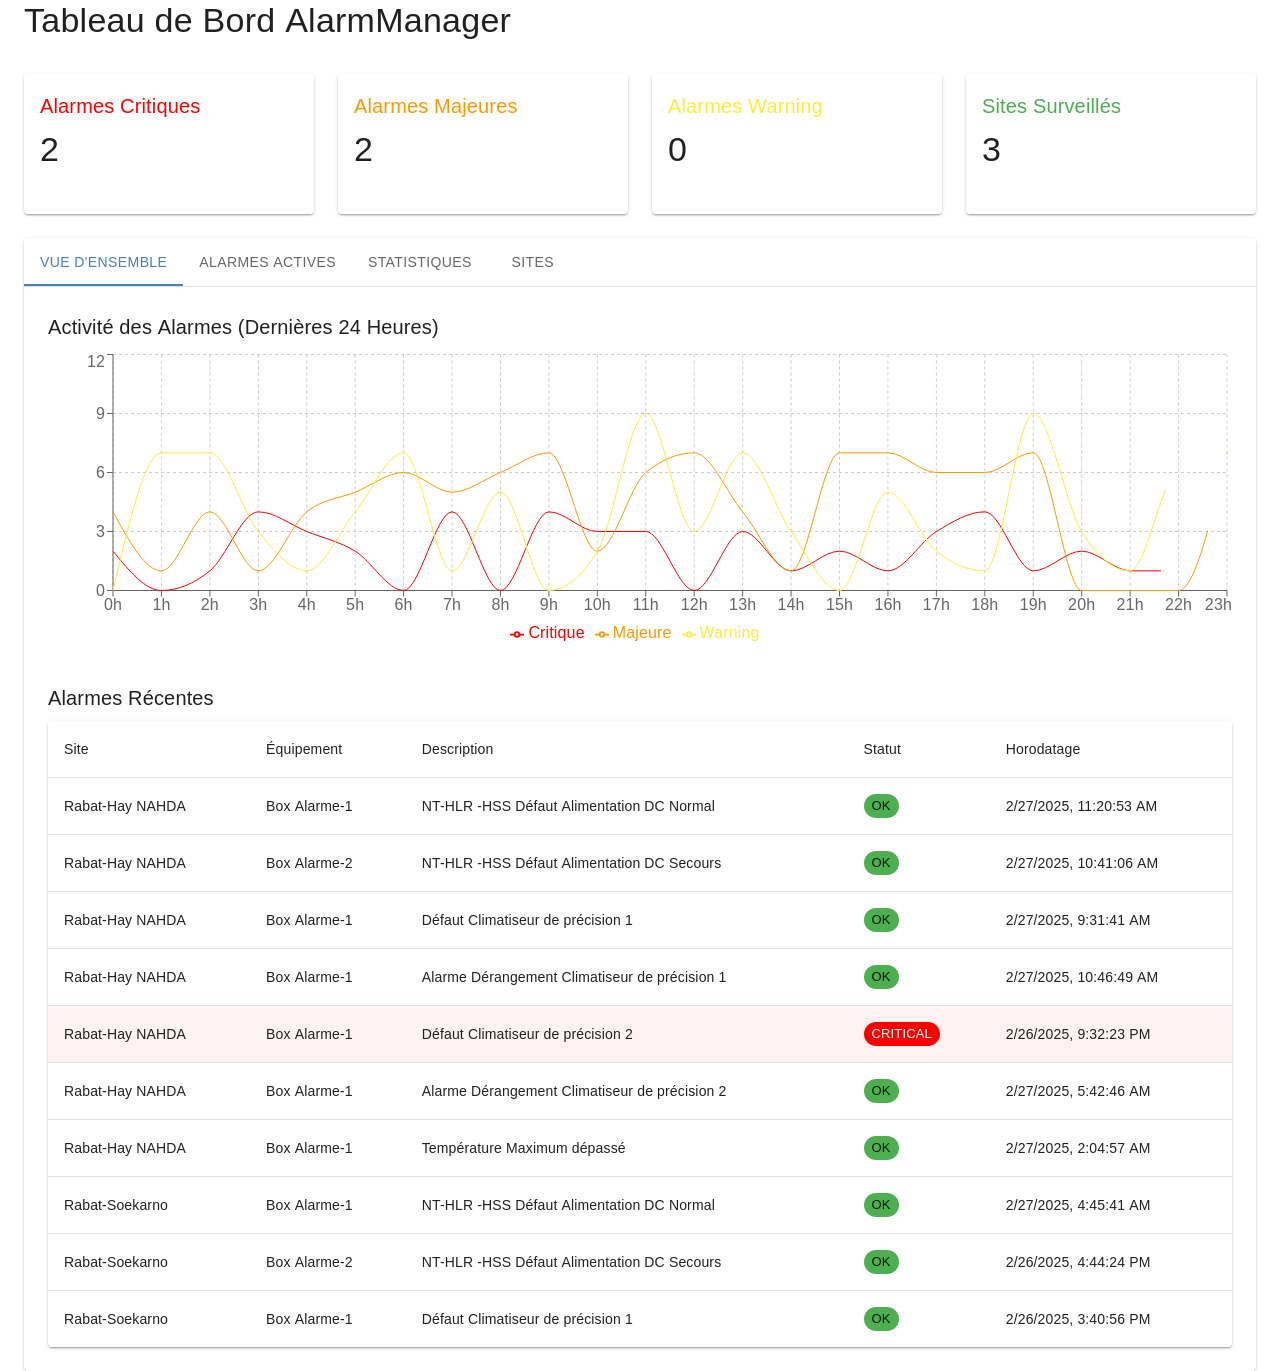 Tableau de Bord AlarmManager
Alarmes Critiques
2
Alarmes Majeures
2
Alarmes Warning
0
Sites Surveillés
3
VUE D'ENSEMBLE ALARMES ACTIVES STATISTIQUES SITES
Activité des Alarmes (Dernières 24 Heures)
12
9
6
3
0
0h 1h 2h 3h 4h 5h 6h 7h 8h 9h 10h 11h 12h 13h 14h 15h 16h 17h 18h 19h 20h 21h 22h 23h
Critique Majeure Warning
Alarmes Récentes
Site Équipement Description Statut Horodatage
Rabat-Hay NAHDA Box Alarme-1 NT-HLR -HSS Défaut Alimentation DC Normal OK 2/27/2025, 11:20:53 AM
Rabat-Hay NAHDA Box Alarme-2 NT-HLR -HSS Défaut Alimentation DC Secours OK 2/27/2025, 10:41:06 AM
Rabat-Hay NAHDA Box Alarme-1 Défaut Climatiseur de précision 1 OK 2/27/2025, 9:31:41 AM
Rabat-Hay NAHDA Box Alarme-1 Alarme Dérangement Climatiseur de précision 1 OK 2/27/2025, 10:46:49 AM
Rabat-Hay NAHDA Box Alarme-1 Défaut Climatiseur de précision 2 CRITICAL 2/26/2025, 9:32:23 PM
Rabat-Hay NAHDA Box Alarme-1 Alarme Dérangement Climatiseur de précision 2 OK 2/27/2025, 5:42:46 AM
Rabat-Hay NAHDA Box Alarme-1 Température Maximum dépassé OK 2/27/2025, 2:04:57 AM
Rabat-Soekarno Box Alarme-1 NT-HLR -HSS Défaut Alimentation DC Normal OK 2/27/2025, 4:45:41 AM
Rabat-Soekarno Box Alarme-2 NT-HLR -HSS Défaut Alimentation DC Secours OK 2/26/2025, 4:44:24 PM
Rabat-Soekarno Box Alarme-1 Défaut Climatiseur de précision 1 OK 2/26/2025, 3:40:56 PM